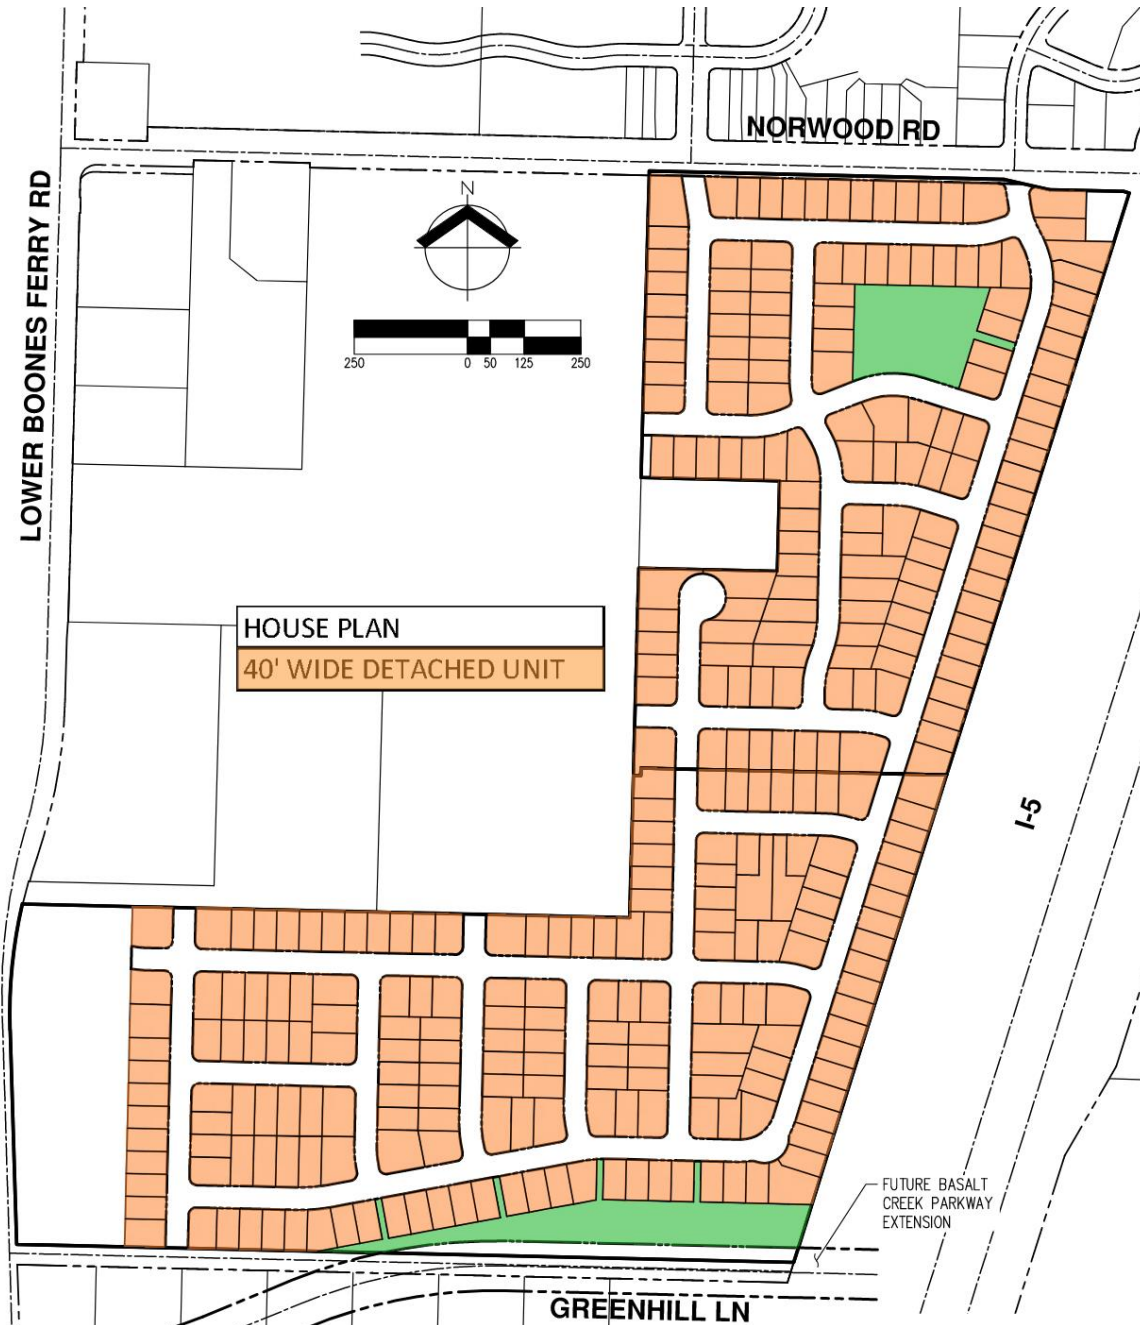 NORWOOD RD
LOWER BOONES FERRY RD
N
250 0 50 125 250
HOUSE PLAN
40' WIDE DETACHED UNIT
I-5
FUTURE BASALT
CREEK PARKWAY
EXTENSION
GREENHILL LN